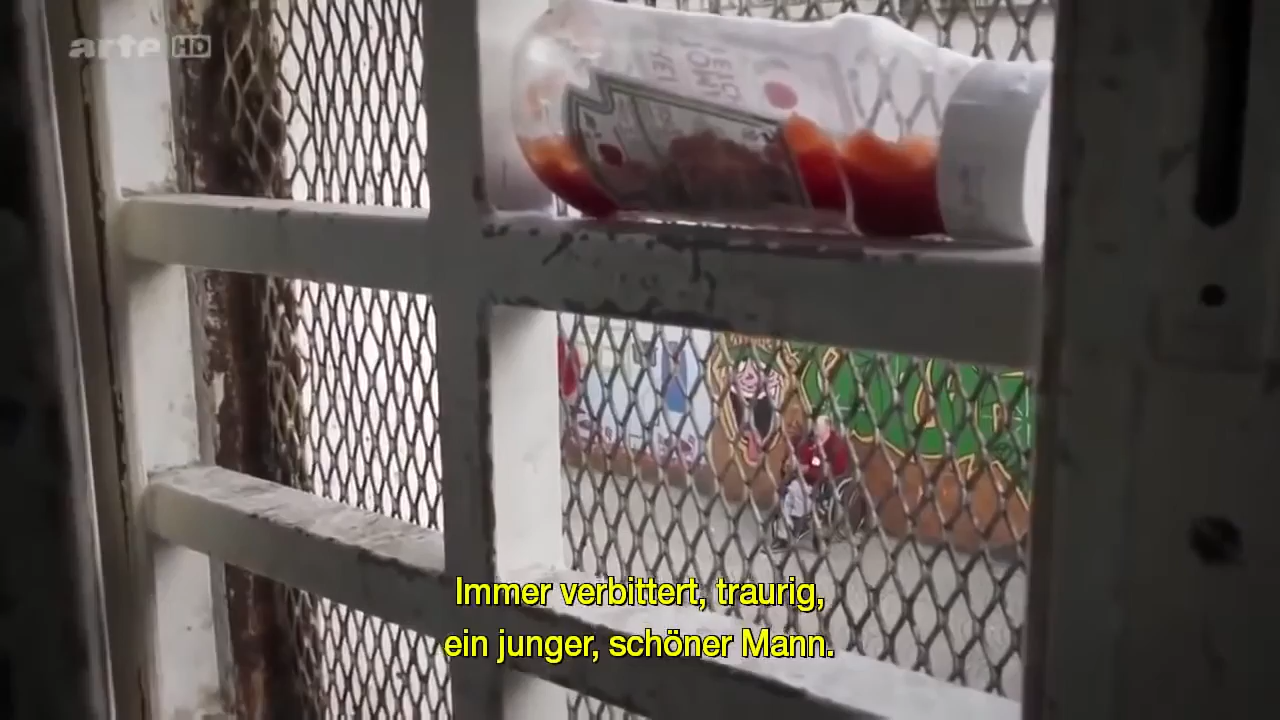 arte HD
Immer verbittert, traurig,
ein junger, schöner Mann.